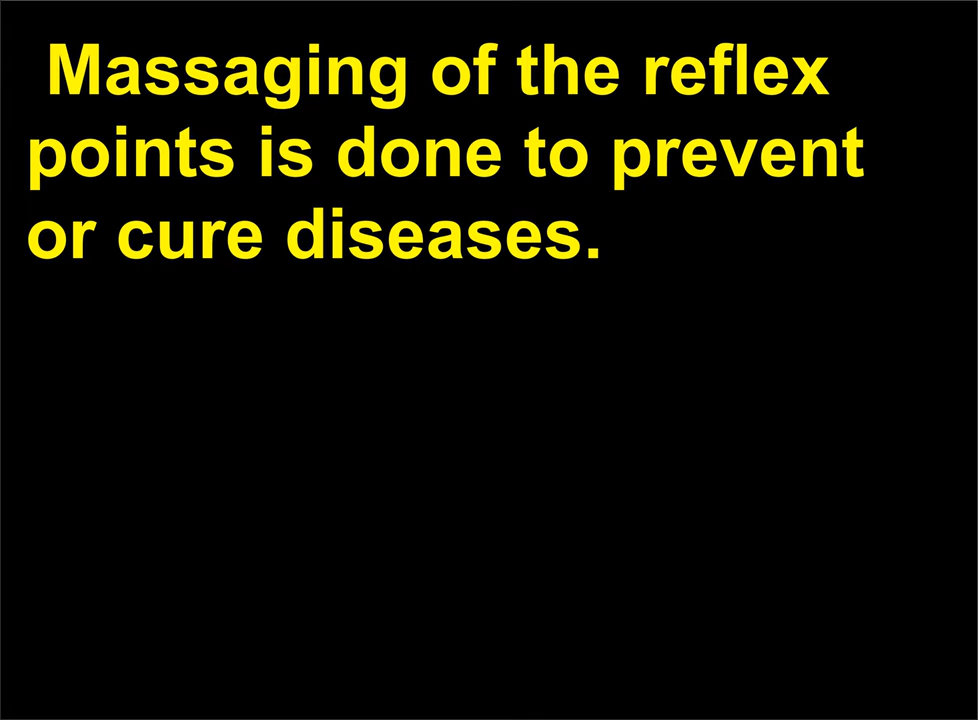 Massaging of the reflex
points is done to prevent
or cure diseases.